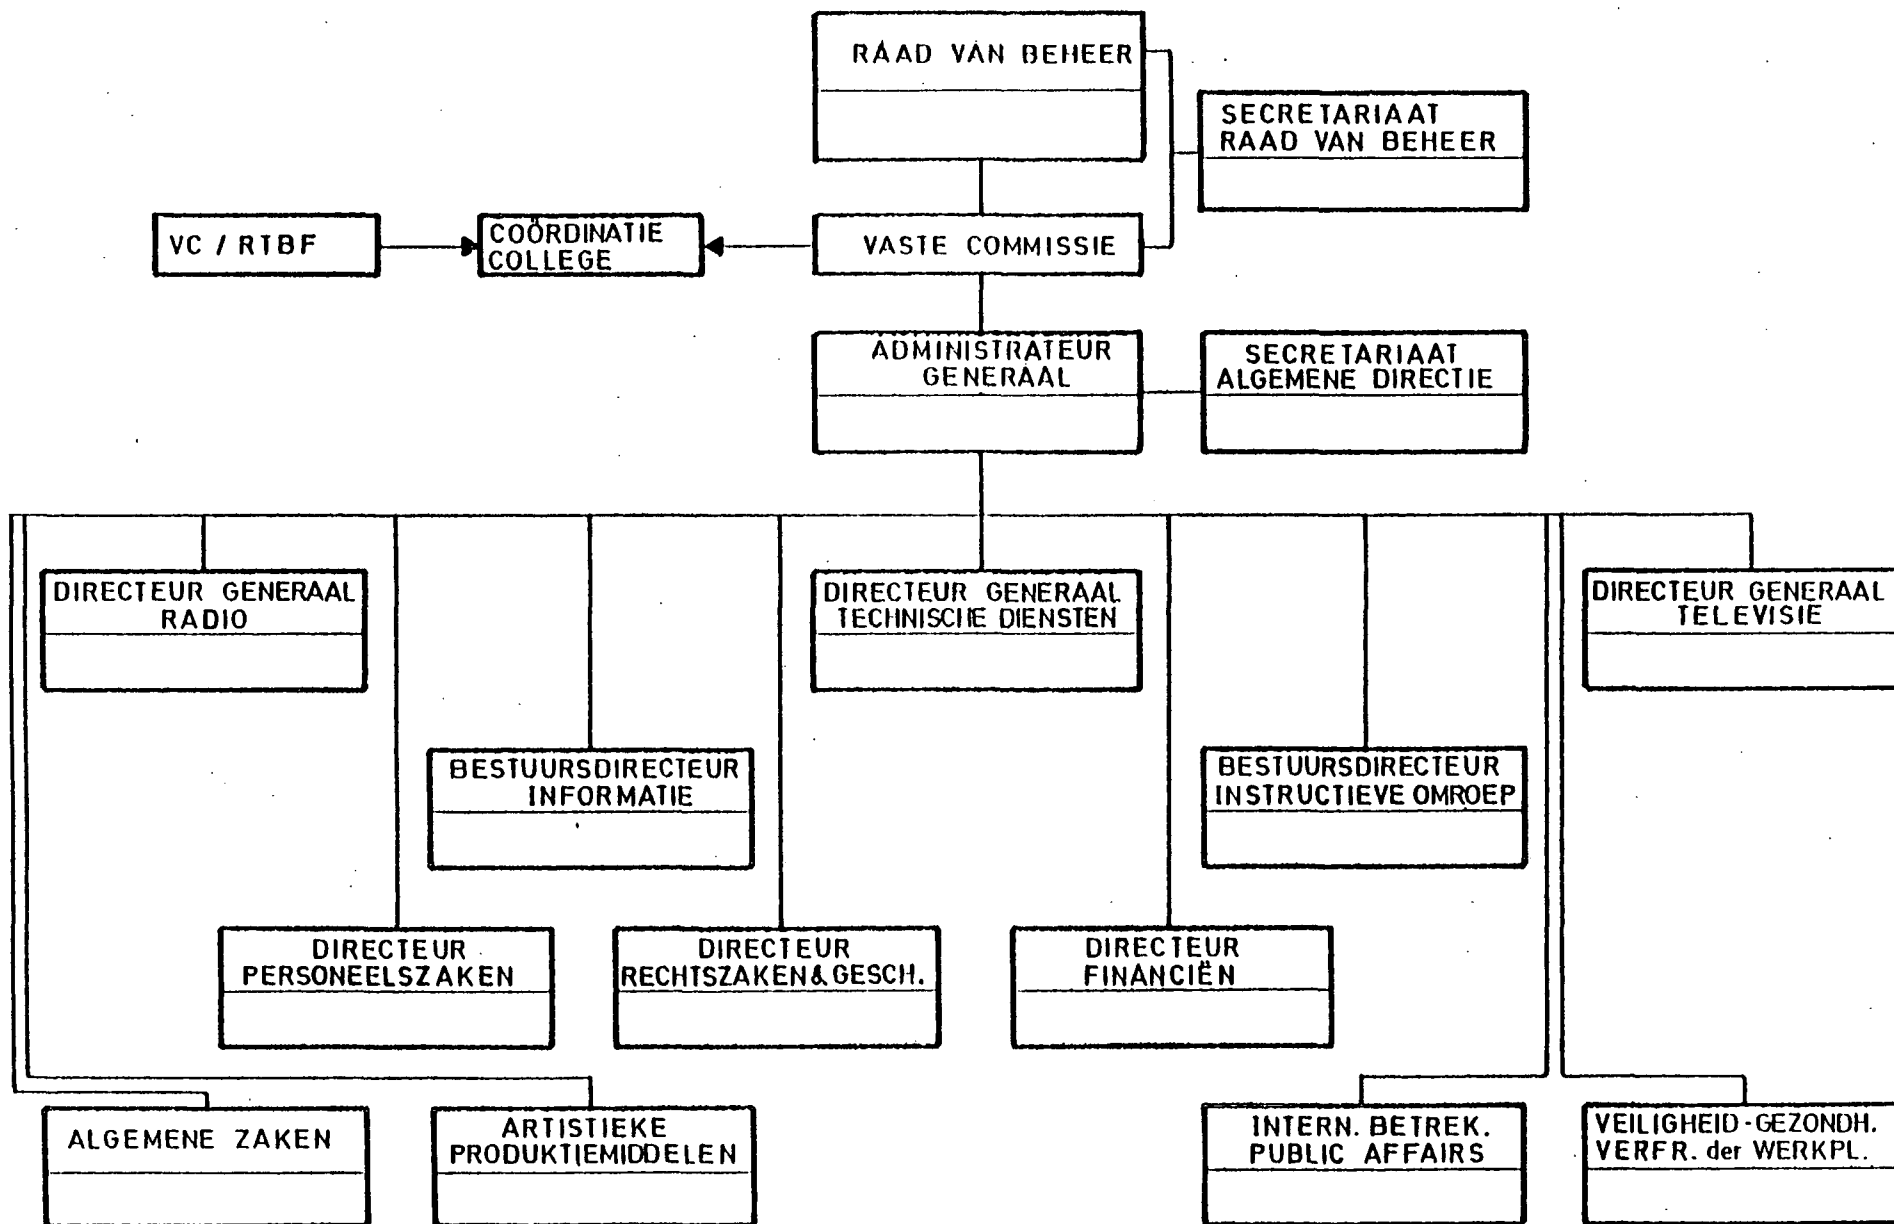 RAAD VAN BEHEER
SECRETARIAAT
RAAD VAN BEHEER
VC / RTBF
COÖRDINATIE
COLLEGE
VASTE COMMISSIE
ADMINISTRATEUR
GENERAAL
SECRETARIAAT
ALGEMENE DIRECTIE
DIRECTEUR GENERAAL
RADIO
DIRECTEUR GENERAAL
TECHNISCHE DIENSTEN
DIRECTEUR GENERAAL
TELEVISIE
BESTUURSDIRECTEUR
INFORMATIE
BESTUURSDIRECTEUR
INSTRUCTIEVE OMROEP
DIRECTEUR
PERSONEELSZAKEN
DIRECTEUR
RECHTSZAKEN & GESCH.
DIRECTEUR
FINANCIËN
ALGEMENE ZAKEN
ARTISTIEKE
PRODUKTIEMIDDELEN
INTERN. BETREK.
PUBLIC AFFAIRS
VEILIGHEID - GEZONDH.
VERFR. der WERKPL.